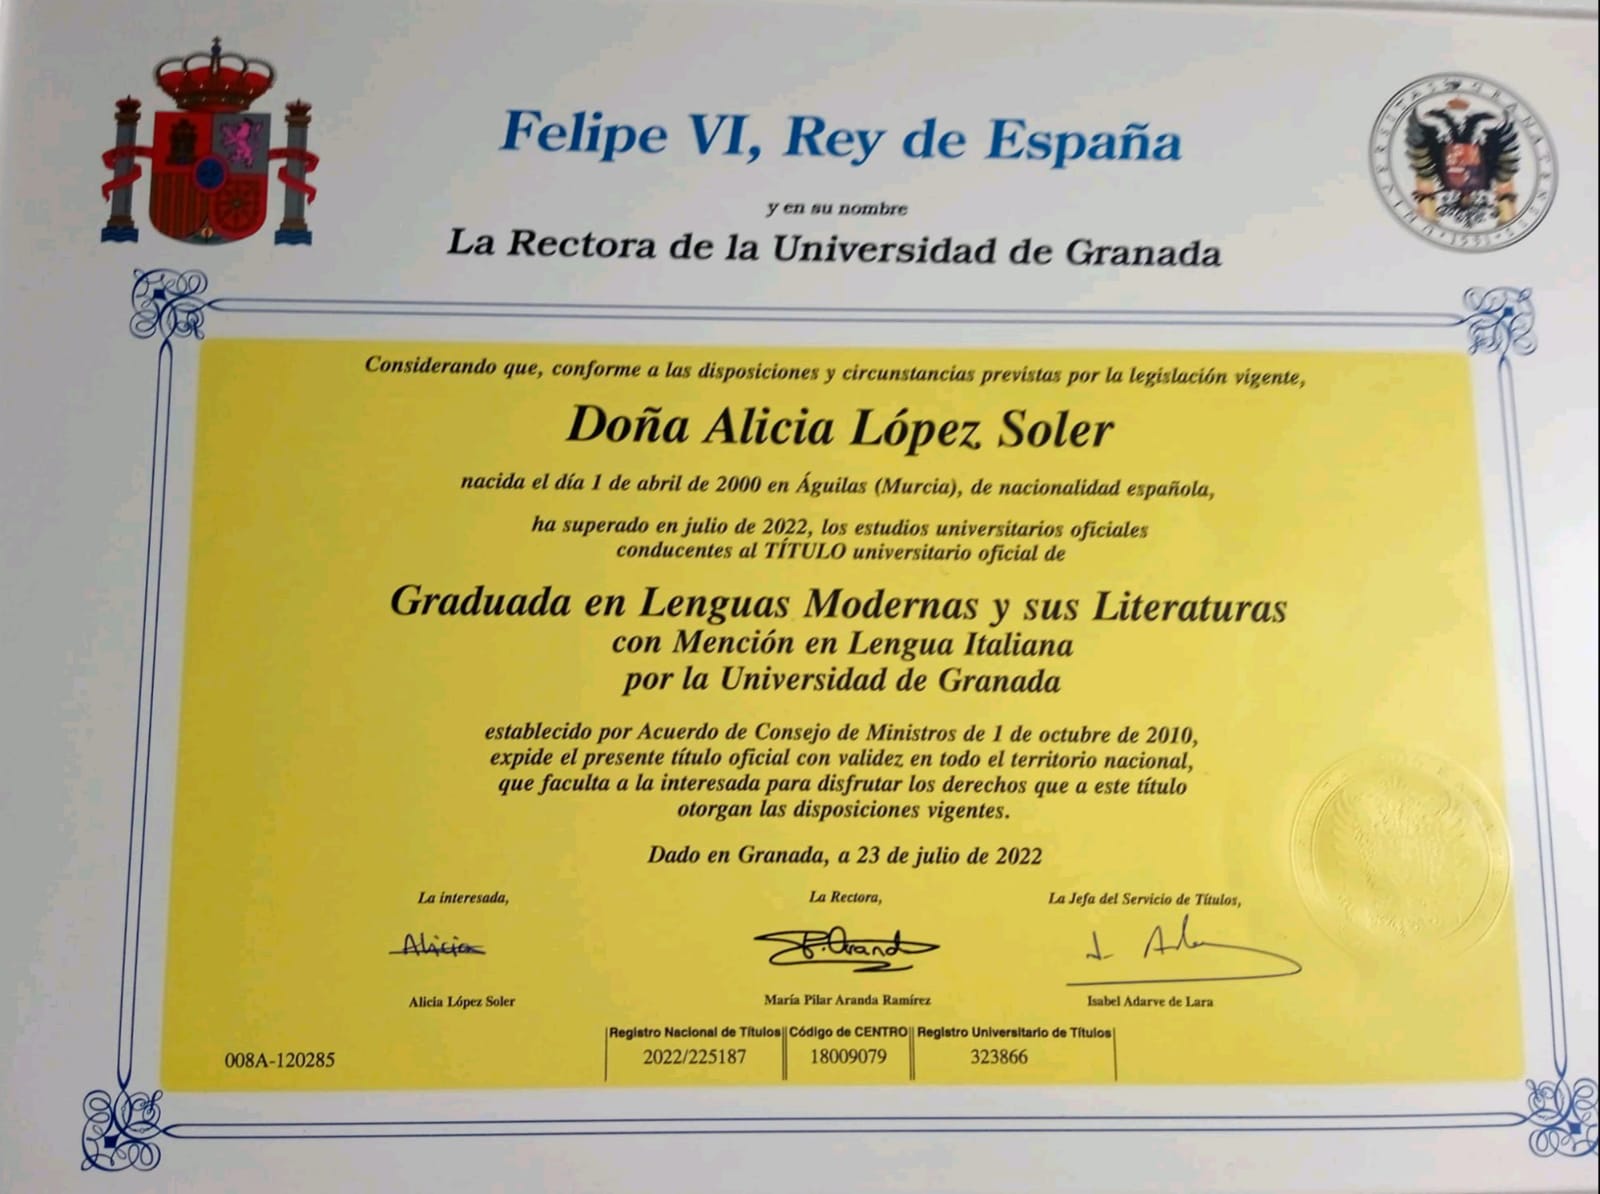 Felipe VI, Rey de España
y en su nombre
La Rectora de la Universidad de Granada
Considerando que, conforme a las disposiciones y circunstancias previstas por la legislación vigente,
Doña Alicia López Soler
nacida el día 1 de abril de 2000 en Águilas (Murcia), de nacionalidad española,
ha superado en julio de 2022, los estudios universitarios oficiales
conducentes al TÍTULO universitario oficial de
Graduada en Lenguas Modernas y sus Literaturas
con Mención en Lengua Italiana
por la Universidad de Granada
establecido por Acuerdo de Consejo de Ministros de 1 de octubre de 2010,
expide el presente título oficial con validez en todo el territorio nacional,
que faculta a la interesada para disfrutar los derechos que a este título
otorgan las disposiciones vigentes.
Dado en Granada, a 23 de julio de 2022
La interesada, La Rectora, La Jefa del Servicio de Títulos,
Alicia
Alicia López Soler María Pilar Aranda Ramírez Isabel Adarve de Lara
Registro Nacional de Títulos Código de CENTRO Registro Universitario de Títulos
008A-120285 2022/225187 18009079 323866